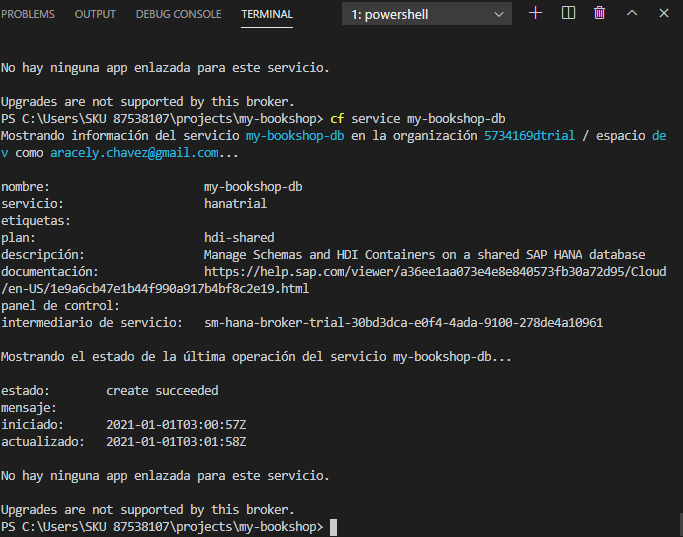 PROBLEMS OUTPUT DEBUG CONSOLE TERMINAL 1: powershell
No hay ninguna app enlazada para este servicio.
Upgrades are not supported by this broker.
PS C:\Users\SKU 87538107\projects\my-bookshop> cf service my-bookshop-db
Mostrando información del servicio my-bookshop-db en la organización 5734169dtrial / espacio de
v como aracely.chavez@gmail.com...
nombre: my-bookshop-db
servicio: hanatrial
etiquetas:
plan: hdi-shared
descripción: Manage Schemas and HDI Containers on a shared SAP HANA database
documentación: https://help.sap.com/viewer/a36ee1aa073e4e8e840573fb30a72d95/Cloud
/en-US/1e9a6cb47e1b44f990a917b4bf8c2e19.html
panel de control:
intermediario de servicio: sm-hana-broker-trial-30bd3dca-e0f4-4ada-9100-278de4a10961
Mostrando el estado de la última operación del servicio my-bookshop-db...
estado: create succeeded
mensaje:
iniciado: 2021-01-01T03:00:57Z
actualizado: 2021-01-01T03:01:58Z
No hay ninguna app enlazada para este servicio.
Upgrades are not supported by this broker.
PS C:\Users\SKU 87538107\projects\my-bookshop>